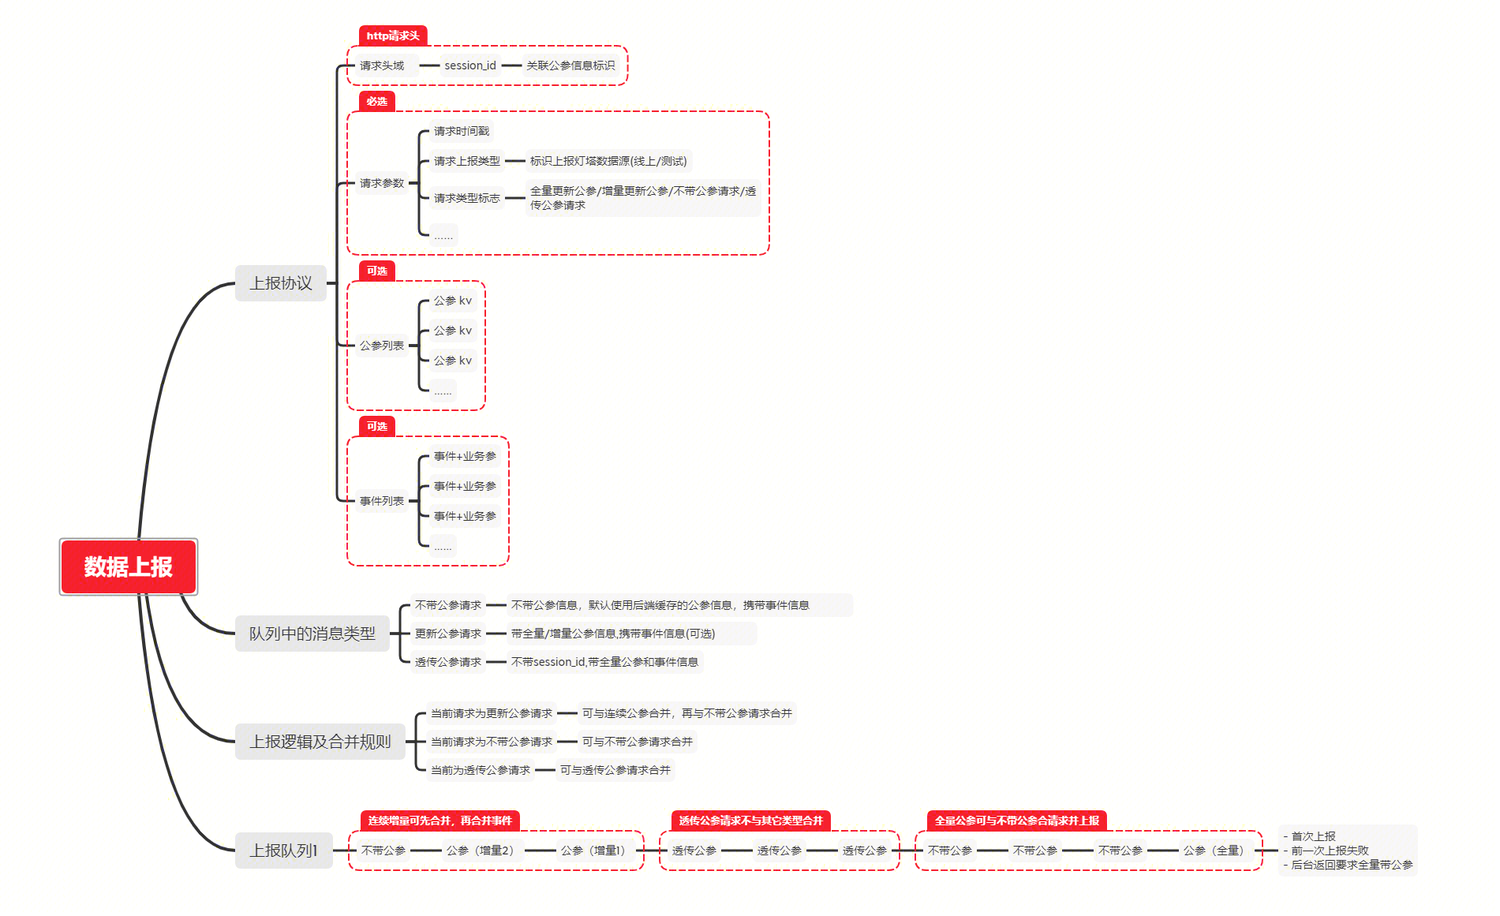 数据上报
上报协议
http请求头
请求头域
session_id
关联公参信息标识
必选
请求参数
请求时间戳
请求上报类型
标识上报灯塔数据源(线上/测试)
请求类型标志
全量更新公参/增量更新公参/不带公参请求/透
传公参请求
......
可选
公参列表
公参 kv
公参 kv
公参 kv
......
可选
事件列表
事件+业务参
事件+业务参
事件+业务参
......
队列中的消息类型
不带公参请求
不带公参信息，默认使用后端缓存的公参信息，携带事件信息
更新公参请求
带全量/增量公参信息,携带事件信息(可选)
透传公参请求
不带session_id,带全量公参和事件信息
上报逻辑及合并规则
当前请求为更新公参请求
可与连续公参合并，再与不带公参请求合并
当前请求为不带公参请求
可与不带公参请求合并
当前为透传公参请求
可与透传公参请求合并
上报队列1
连续增量可先合并，再合并事件
不带公参
公参（增量2）
公参（增量1）
透传公参请求不与其它类型合并
透传公参
透传公参
透传公参
全量公参可与不带公参合请求并上报
不带公参
不带公参
不带公参
公参（全量）
- 首次上报
- 前一次上报失败
- 后台返回要求全量带公参